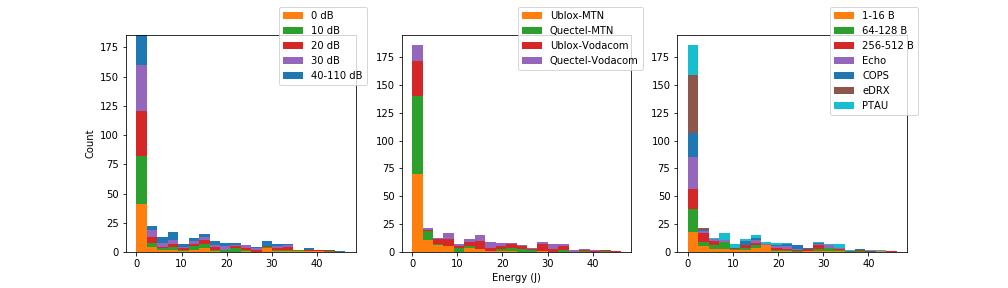 0 dB
10 dB
20 dB
30 dB
40-110 dB
Ublox-MTN
Quectel-MTN
Ublox-Vodacom
Quectel-Vodacom
1-16 B
64-128 B
256-512 B
Echo
COPS
eDRX
PTAU
Count
175
150
125
100
75
50
25
0
0 10 20 30 40
175
150
125
100
75
50
25
0
0 10 20 30 40
Energy (J)
175
150
125
100
75
50
25
0
0 10 20 30 40